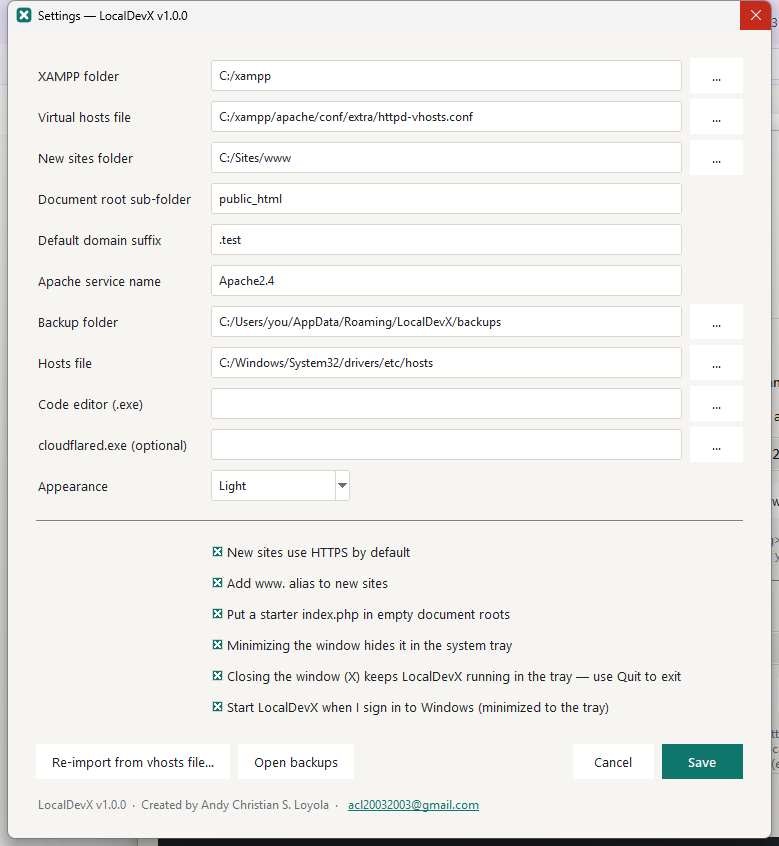 Settings — LocalDevX v1.0.0
XAMPP folder C:/xampp ...
Virtual hosts file C:/xampp/apache/conf/extra/httpd-vhosts.conf ...
New sites folder C:/Sites/www ...
Document root sub-folder public_html
Default domain suffix .test
Apache service name Apache2.4
Backup folder C:/Users/you/AppData/Roaming/LocalDevX/backups ...
Hosts file C:/Windows/System32/drivers/etc/hosts ...
Code editor (.exe) ...
cloudflared.exe (optional) ...
Appearance Light
New sites use HTTPS by default
Add www. alias to new sites
Put a starter index.php in empty document roots
Minimizing the window hides it in the system tray
Closing the window (X) keeps LocalDevX running in the tray — use Quit to exit
Start LocalDevX when I sign in to Windows (minimized to the tray)
Re-import from vhosts file... Open backups Cancel Save
LocalDevX v1.0.0 · Created by Andy Christian S. Loyola · acl20032003@gmail.com